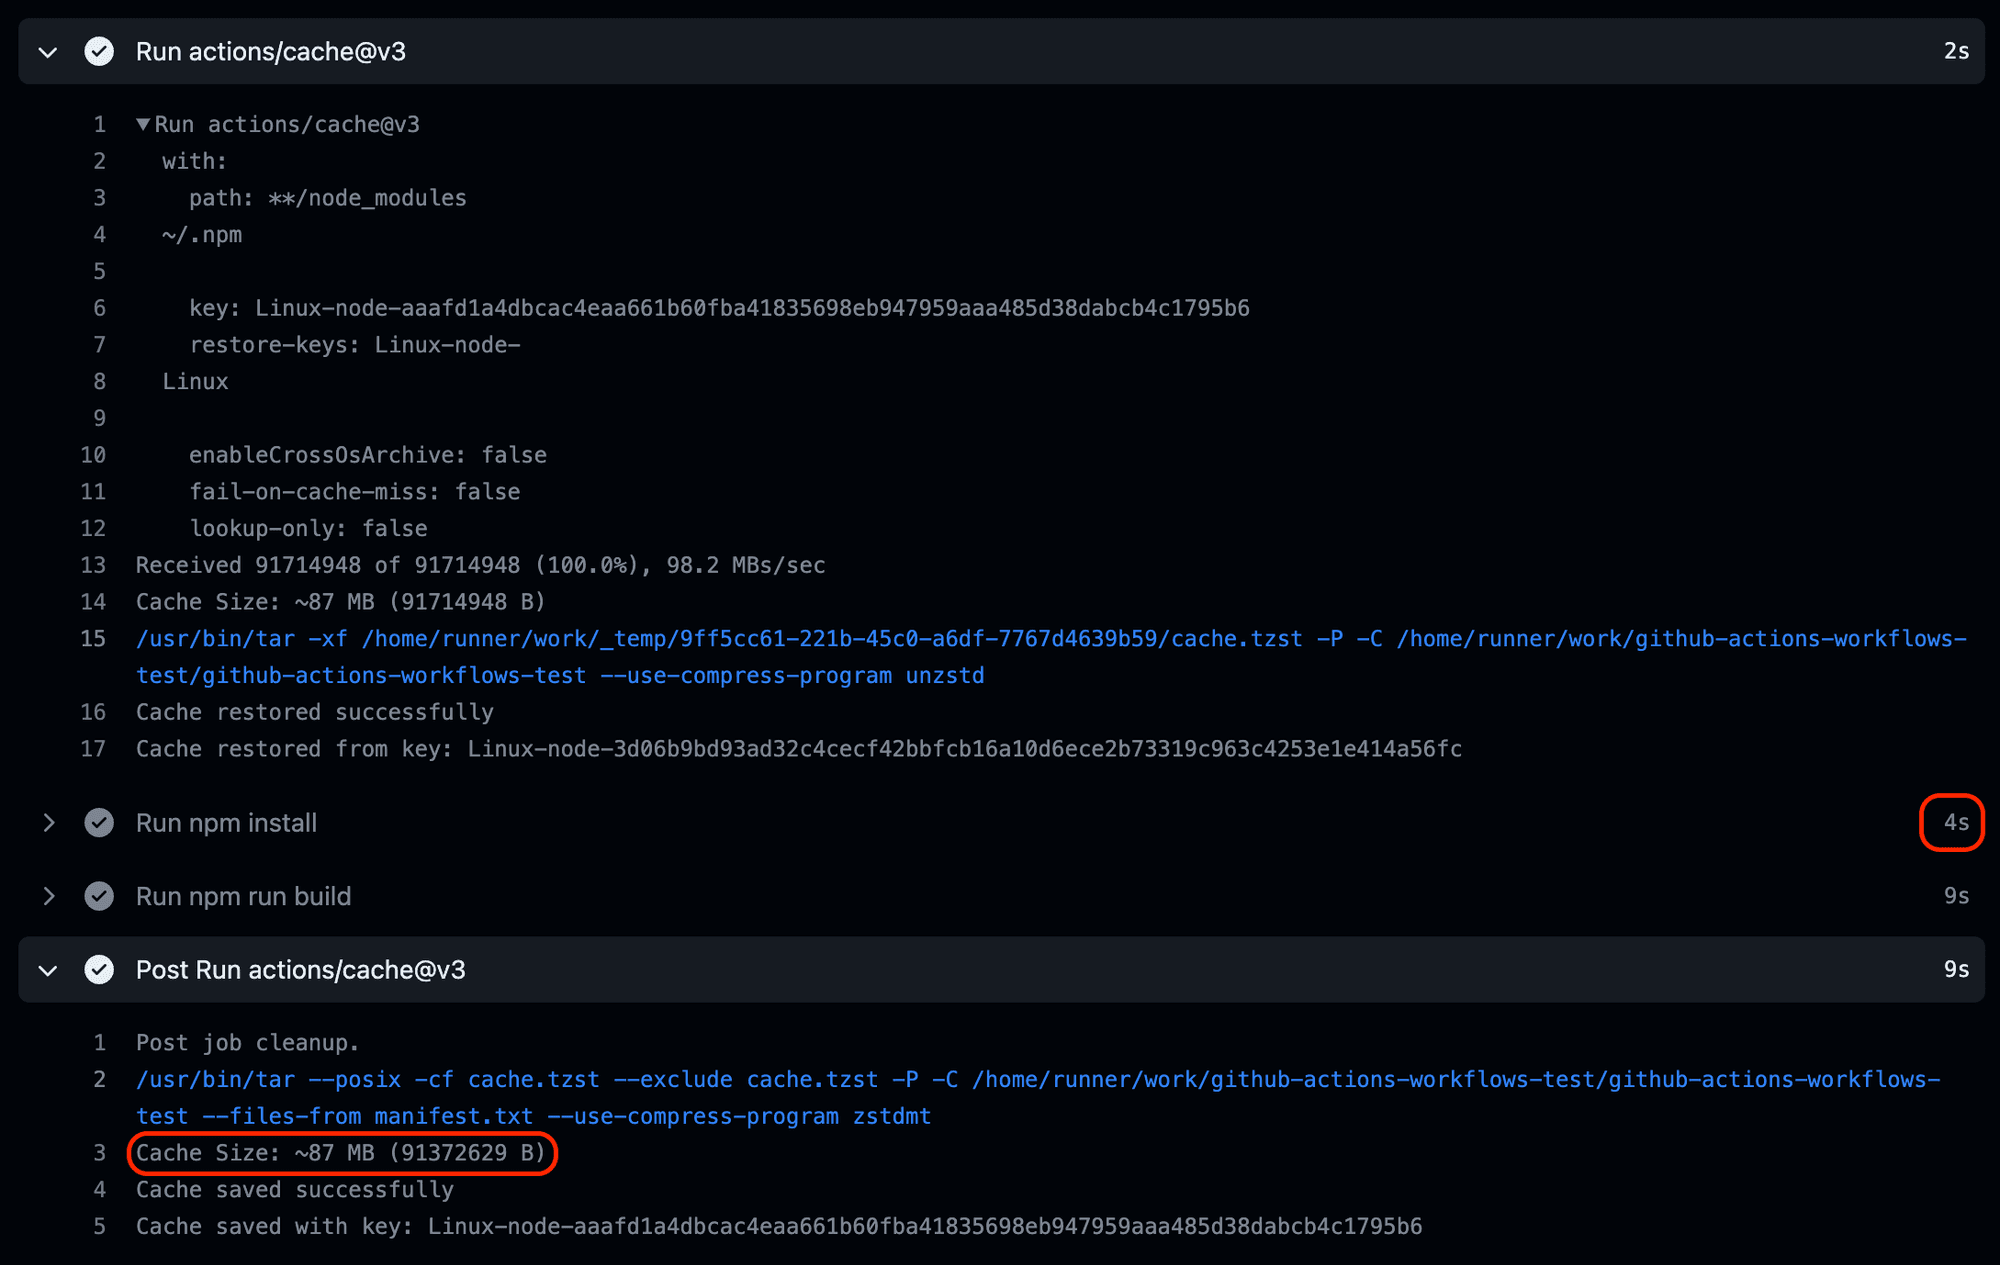 Run actions/cache@v3 2s
1 ▼Run actions/cache@v3
2 with:
3 path: **/node_modules
4 ~/.npm
5
6 key: Linux-node-aaafd1a4dbcac4eaa661b60fba41835698eb947959aaa485d38dabcb4c1795b6
7 restore-keys: Linux-node-
8 Linux
9
10 enableCrossOsArchive: false
11 fail-on-cache-miss: false
12 lookup-only: false
13 Received 91714948 of 91714948 (100.0%), 98.2 MBs/sec
14 Cache Size: ~87 MB (91714948 B)
15 /usr/bin/tar -xf /home/runner/work/_temp/9ff5cc61-221b-45c0-a6df-7767d4639b59/cache.tzst -P -C /home/runner/work/github-actions-workflows-
test/github-actions-workflows-test --use-compress-program unzstd
16 Cache restored successfully
17 Cache restored from key: Linux-node-3d06b9bd93ad32c4cecf42bbfcb16a10d6ece2b73319c963c4253e1e414a56fc
Run npm install 4s
Run npm run build 9s
Post Run actions/cache@v3 9s
1 Post job cleanup.
2 /usr/bin/tar --posix -cf cache.tzst --exclude cache.tzst -P -C /home/runner/work/github-actions-workflows-test/github-actions-workflows-
test --files-from manifest.txt --use-compress-program zstdmt
3 Cache Size: ~87 MB (91372629 B)
4 Cache saved successfully
5 Cache saved with key: Linux-node-aaafd1a4dbcac4eaa661b60fba41835698eb947959aaa485d38dabcb4c1795b6